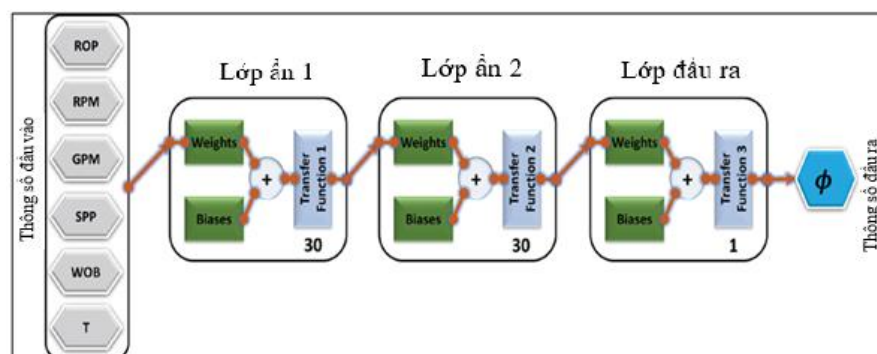 Thông số đầu vào
ROP
RPM
GPM
SPP
WOB
T
Lớp ẩn 1
Weights
Biases
+
Transfer
Function 1
30
Lớp ẩn 2
Weights
Biases
+
Transfer
Function 2
30
Lớp đầu ra
Weights
Biases
+
Transfer
Function 3
1
ϕ
Thông số đầu ra